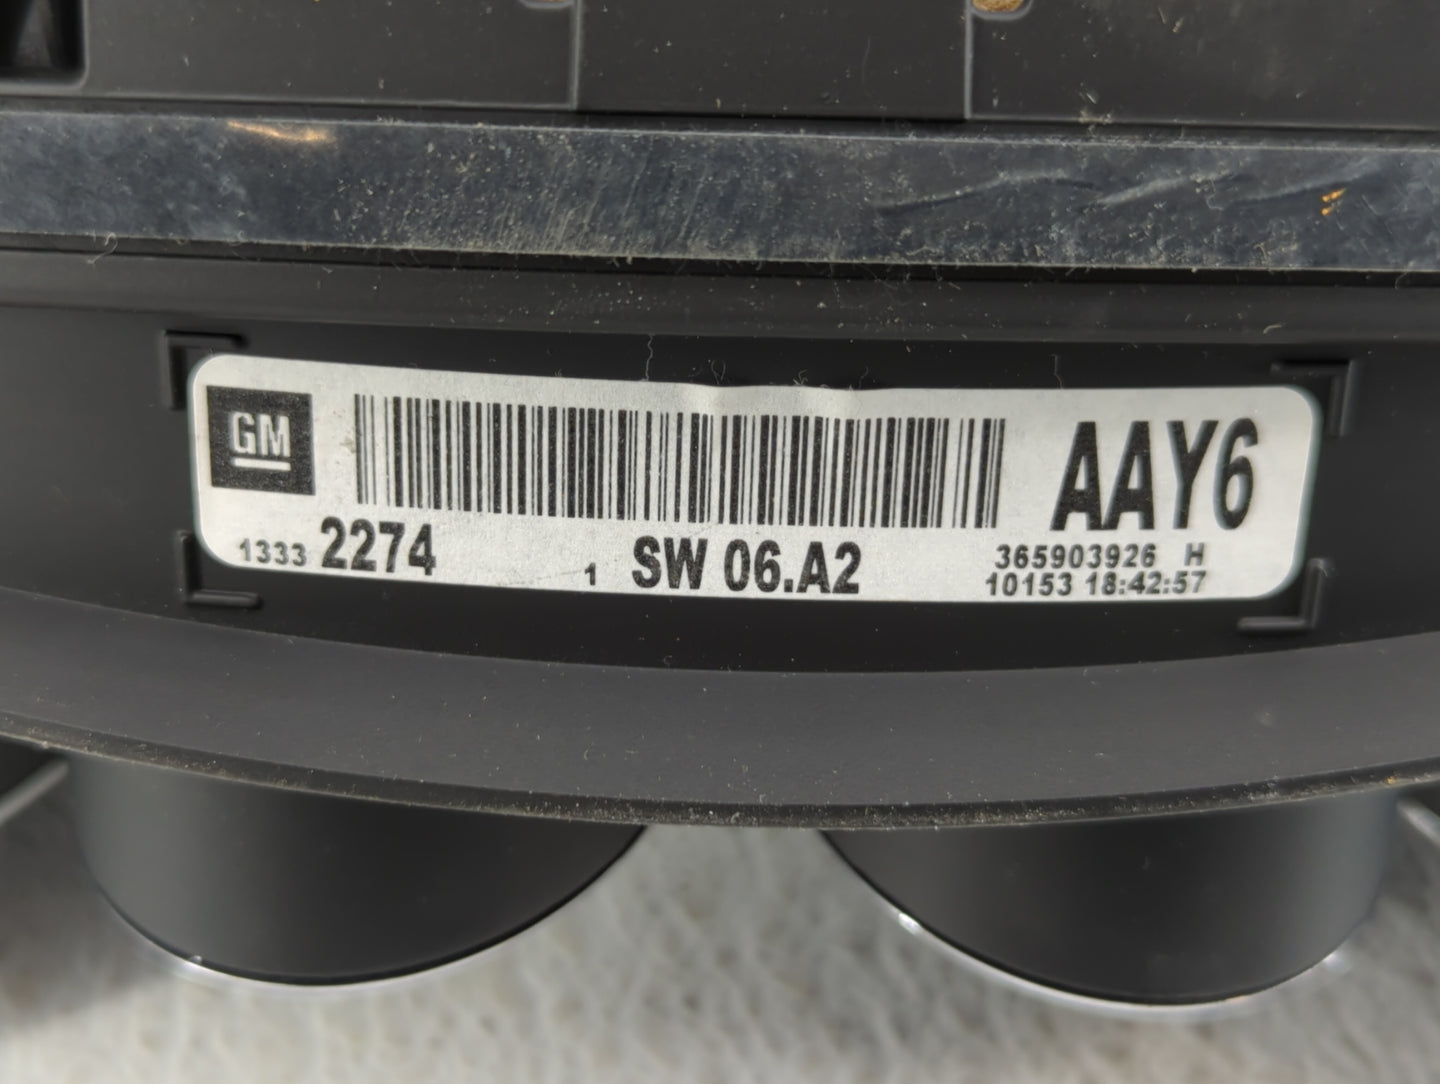 GM
AAY6
1333 2274 1 SW 06.A2 365903926 H
10153 18:42:57